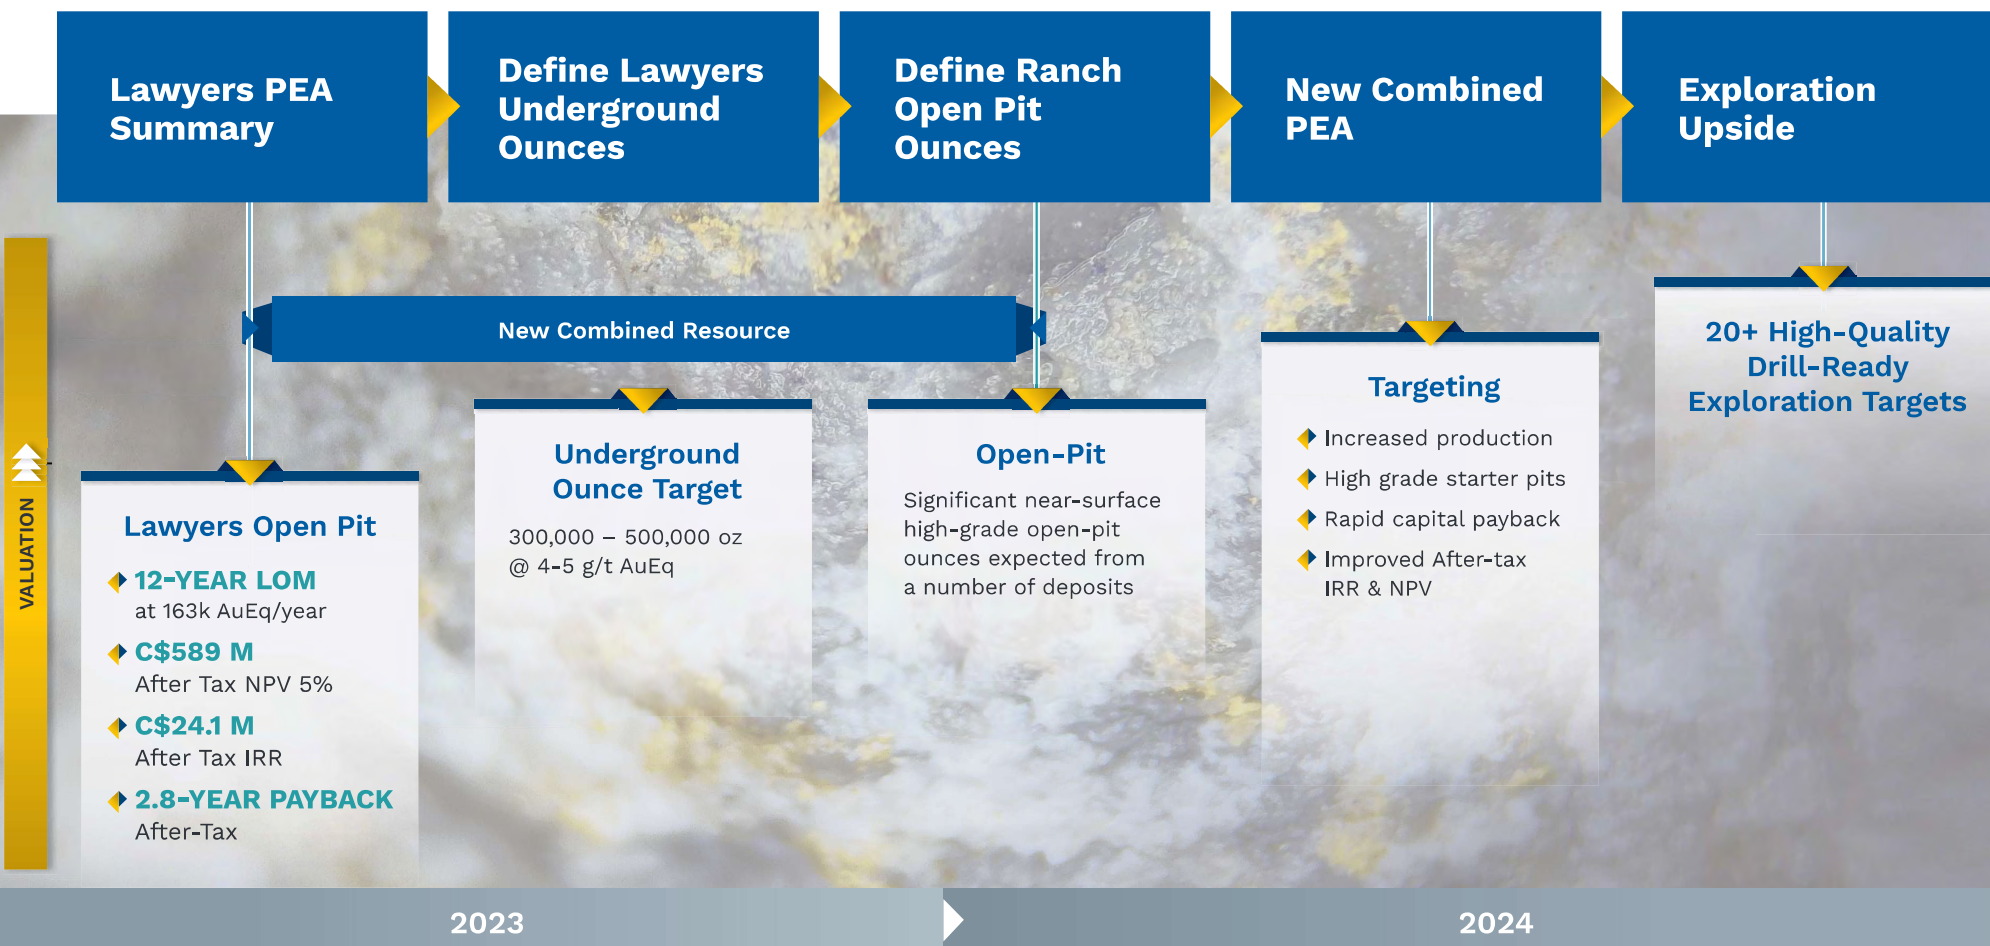 Lawyers PEA
Summary
Define Lawyers
Underground
Ounces
Define Ranch
Open Pit
Ounces
New Combined
PEA
Exploration
Upside
VALUATION
New Combined Resource
Lawyers Open Pit
12-YEAR LOM
at 163k AuEq/year
C$589 M
After Tax NPV 5%
C$24.1 M
After Tax IRR
2.8-YEAR PAYBACK
After-Tax
Underground
Ounce Target
300,000 – 500,000 oz
@ 4-5 g/t AuEq
Open-Pit
Significant near-surface
high-grade open-pit
ounces expected from
a number of deposits
Targeting
Increased production
High grade starter pits
Rapid capital payback
Improved After-tax
IRR & NPV
20+ High-Quality
Drill-Ready
Exploration Targets
2023
2024